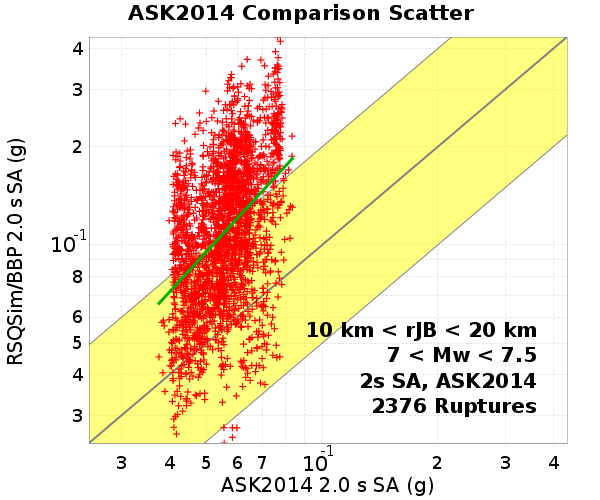 ASK2014 Comparison Scatter
RSQSim/BBP 2.0 s SA (g)
4
3
2
10-1
8
6
5
4
3
10 km < rJB < 20 km
7 < Mw < 7.5
2s SA, ASK2014
2376 Ruptures
3 4 5 6 7 10-1 2 3 4
ASK2014 2.0 s SA (g)